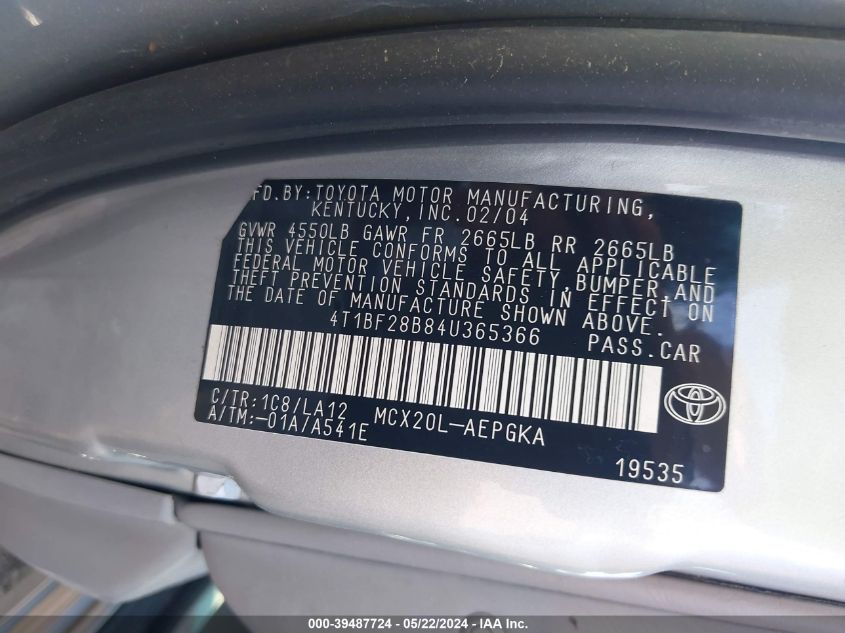 FD.BY:TOYOTA MOTOR MANUFACTURING,
KENTUCKY, INC. 02/04
GVWR 4550LB GAWR FR 2665LB RR 2665LB
THIS VEHICLE CONFORMS TO ALL APPLICABLE
FEDERAL MOTOR VEHICLE SAFETY, BUMPER, AND
THEFT PREVENTION STANDARDS IN EFFECT ON
THE DATE OF MANUFACTURE SHOWN ABOVE.
4T1BF28B84U365366 PASS.CAR
C/TR:1C8/LA12 MCX20L-AEPGKA
A/TM:-01A/A541E
19535
000-39487724 - 05/22/2024 - IAA Inc.